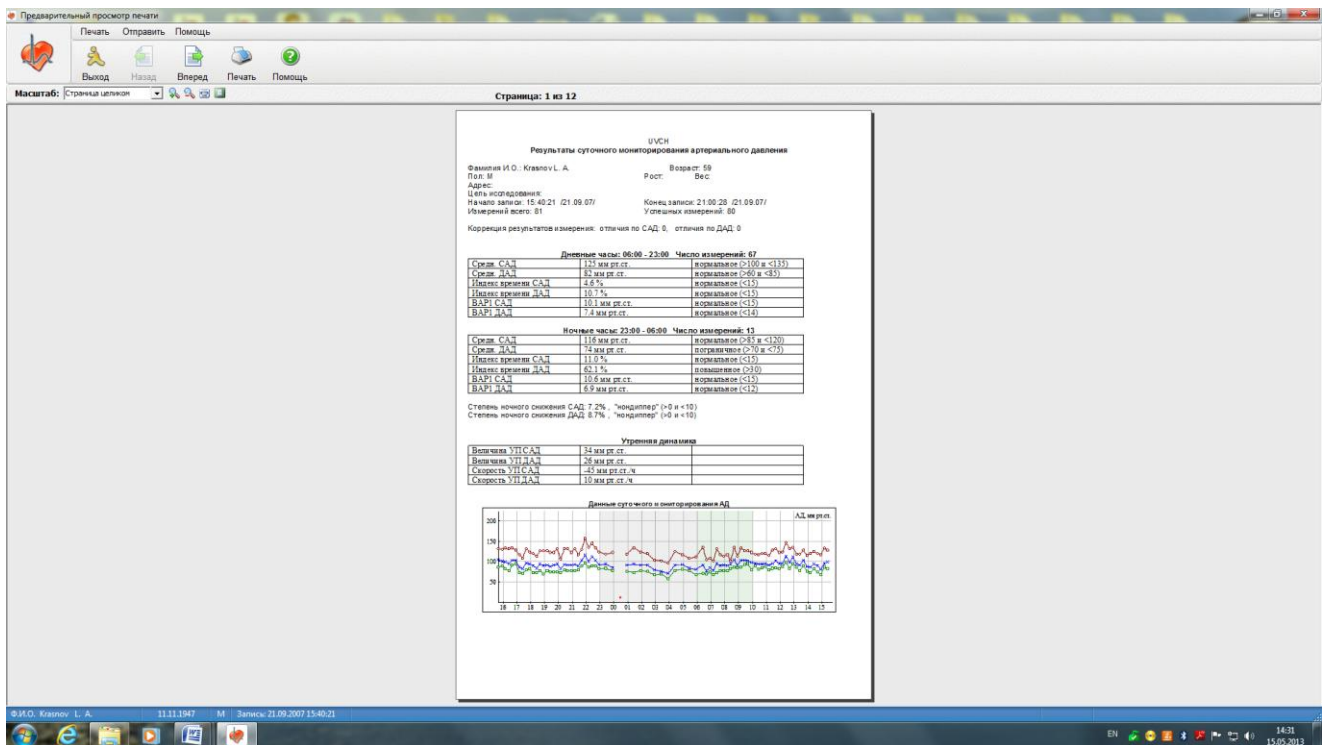 Предварительный просмотр печати
Печать Отправить Помощь
Выход Назад Вперед Печать Помощь
Масштаб: Страница целиком
Страница: 1 из 12
UVCH
Результаты суточного мониторирования артериального давления
Фамилия И.О.: Krasnov L. A. Возраст: 59
Пол: M Рост: Вес:
Адрес:
Цель исследования:
Начало записи: 15:40:21 /21.09.07/ Конец записи: 21:00:28 /21.09.07/
Измерений всего: 81 Успешных измерений: 80
Коррекция результатов измерения: отличия по САД: 0, отличия по ДАД: 0
Дневные часы: 06:00 - 23:00 Число измерений: 67
Средн. САД 125 мм рт.ст. нормальное (>100 и <135)
Средн. ДАД 82 мм рт.ст. нормальное (>60 и <85)
Индекс времени САД 4.6 % нормальное (<15)
Индекс времени ДАД 10.7 % нормальное (<15)
ВАР1 САД 10.1 мм рт.ст. нормальное (<15)
ВАР1 ДАД 7.4 мм рт.ст. нормальное (<14)
Ночные часы: 23:00 - 06:00 Число измерений: 13
Средн. САД 116 мм рт.ст. нормальное (>85 и <120)
Средн. ДАД 74 мм рт.ст. пограничное (>70 и <75)
Индекс времени САД 11.0 % нормальное (<15)
Индекс времени ДАД 62.1 % повышенное (>30)
ВАР1 САД 10.6 мм рт.ст. нормальное (<15)
ВАР1 ДАД 6.9 мм рт.ст. нормальное (<12)
Степень ночного снижения САД: 7.2% , "нондиппер" (>0 и <10)
Степень ночного снижения ДАД: 8.7% , "нондиппер" (>0 и <10)
Утренняя динамика
Величина УП САД 34 мм рт.ст.
Величина УП ДАД 26 мм рт.ст.
Скорость УП САД -45 мм рт.ст./ч
Скорость УП ДАД 10 мм рт.ст./ч
Данные суточного мониторирования АД
АД, мм рт.ст.
200
150
100
50
16 17 18 19 20 21 22 23 00 01 02 03 04 05 06 07 08 09 10 11 12 13 14 15
Ф.И.О. Krasnov L. A. 11.11.1947 M Запись: 21.09.2007 15:40:21
EN 14:31
15.05.2013